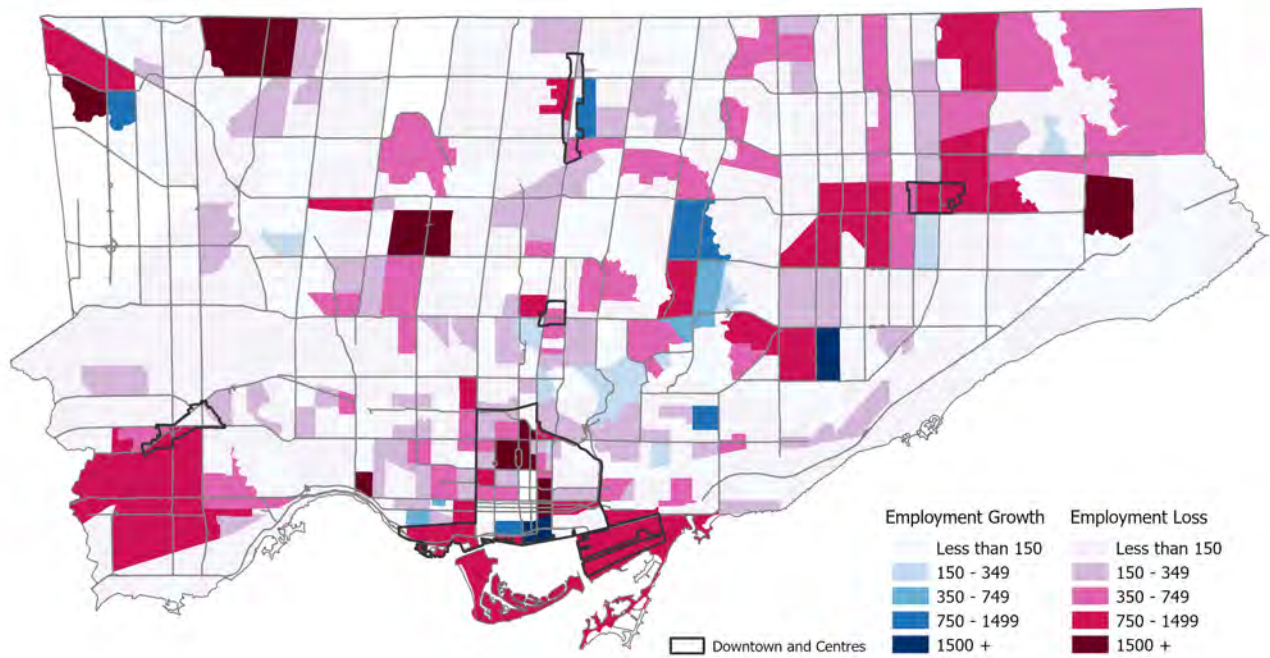 Employment Growth
Less than 150
150 - 349
350 - 749
750 - 1499
1500 +
Employment Loss
Less than 150
150 - 349
350 - 749
750 - 1499
1500 +
Downtown and Centres